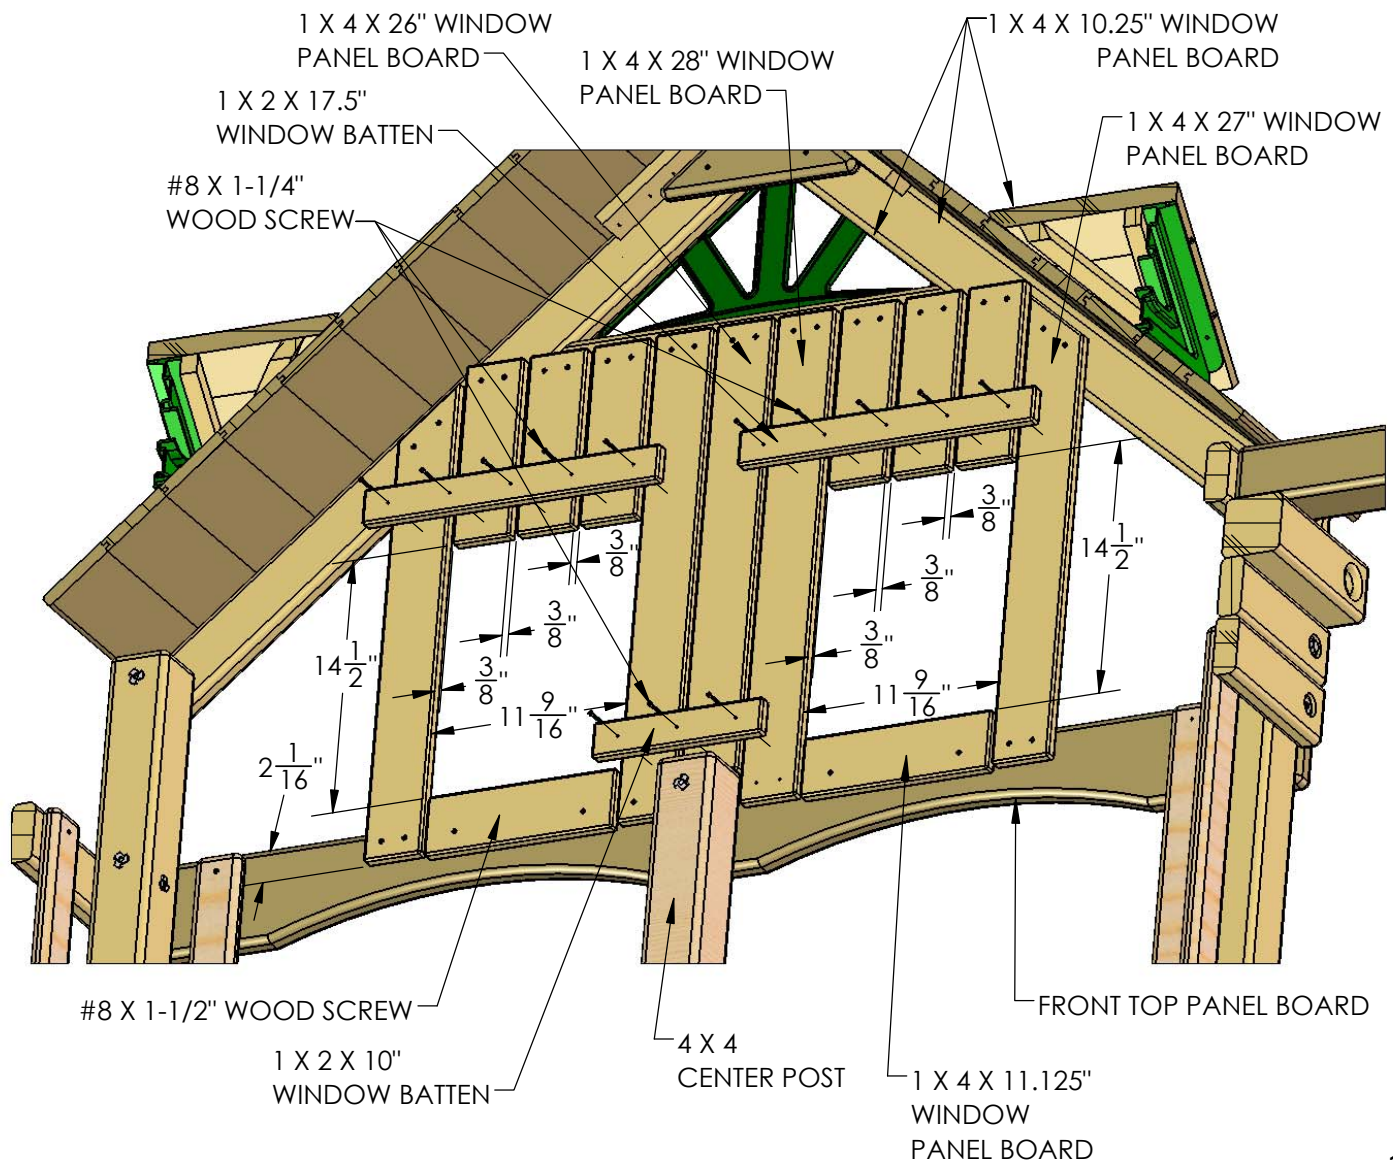 1 X 4 X 26" WINDOW
PANEL BOARD
1 X 4 X 28" WINDOW
PANEL BOARD
1 X 4 X 10.25" WINDOW
PANEL BOARD
1 X 2 X 17.5"
WINDOW BATTEN
1 X 4 X 27" WINDOW
PANEL BOARD
#8 X 1-1/4"
WOOD SCREW
3/8"
3/8"
14 1/2"
3/8"
3/8"
3/8"
3/8"
14 1/2"
11 9/16"
11 9/16"
2 1/16"
#8 X 1-1/2" WOOD SCREW
FRONT TOP PANEL BOARD
1 X 2 X 10"
WINDOW BATTEN
4 X 4
CENTER POST
1 X 4 X 11.125"
WINDOW
PANEL BOARD